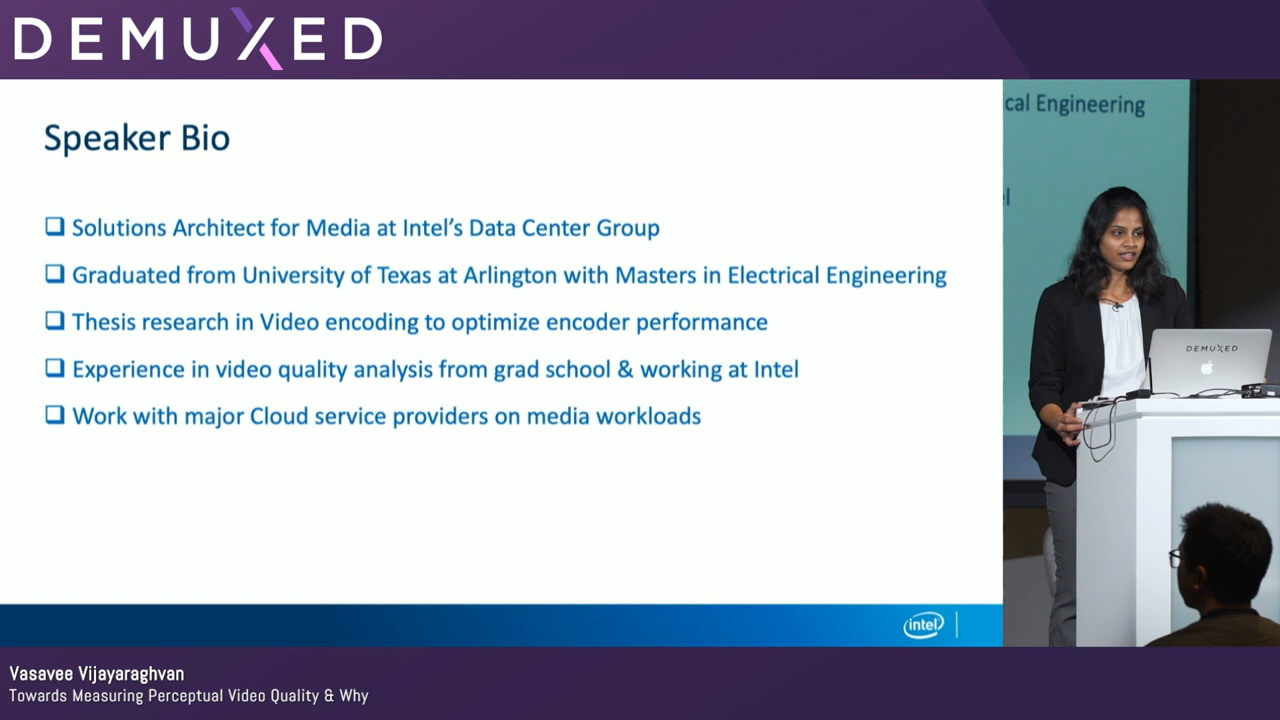 DEMUXED
Speaker Bio
Solutions Architect for Media at Intel's Data Center Group
Graduated from University of Texas at Arlington with Masters in Electrical Engineering
Thesis research in Video encoding to optimize encoder performance
Experience in video quality analysis from grad school & working at Intel
Work with major Cloud service providers on media workloads
intel
cal Engineering
DEMUXED
Vasavee Vijayaraghvan
Towards Measuring Perceptual Video Quality & Why